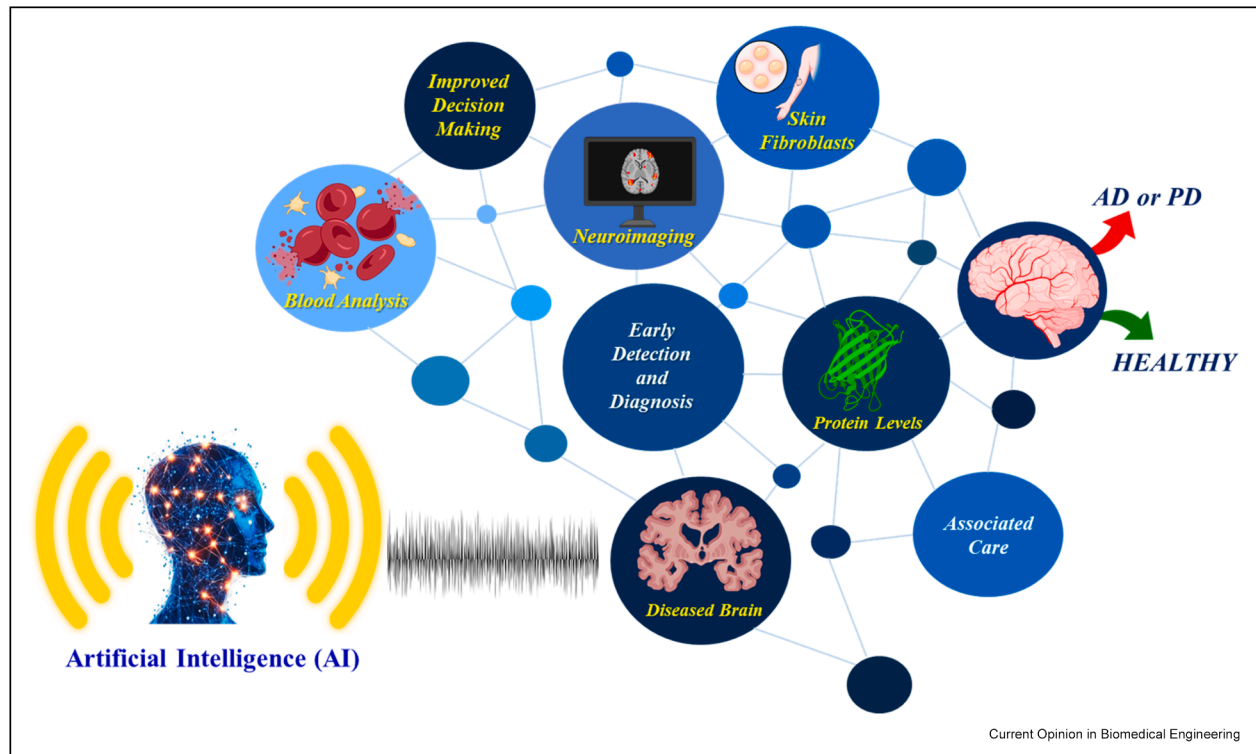 Improved
Decision
Making
Skin
Fibroblasts
Neuroimaging
Blood Analysis
AD or PD
HEALTHY
Early
Detection
and
Diagnosis
Protein Levels
Associated
Care
Diseased Brain
Artificial Intelligence (AI)
Current Opinion in Biomedical Engineering